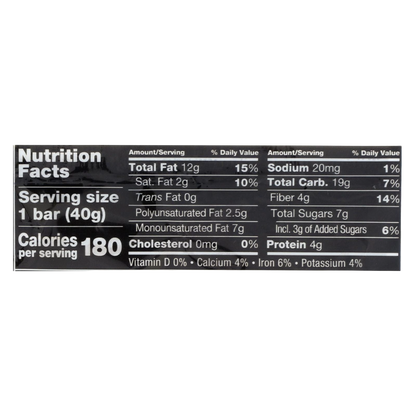 Nutrition
Facts
Serving size
1 bar (40g)
Calories
per serving 180
Amount/Serving % Daily Value
Total Fat 12g 15%
Sat. Fat 2g 10%
Trans Fat 0g
Polyunsaturated Fat 2.5g
Monounsaturated Fat 7g
Cholesterol 0mg 0%
Amount/Serving % Daily Value
Sodium 20mg 1%
Total Carb. 19g 7%
Fiber 4g 14%
Total Sugars 7g
Incl. 3g of Added Sugars 6%
Protein 4g
Vitamin D 0% • Calcium 4% • Iron 6% • Potassium 4%